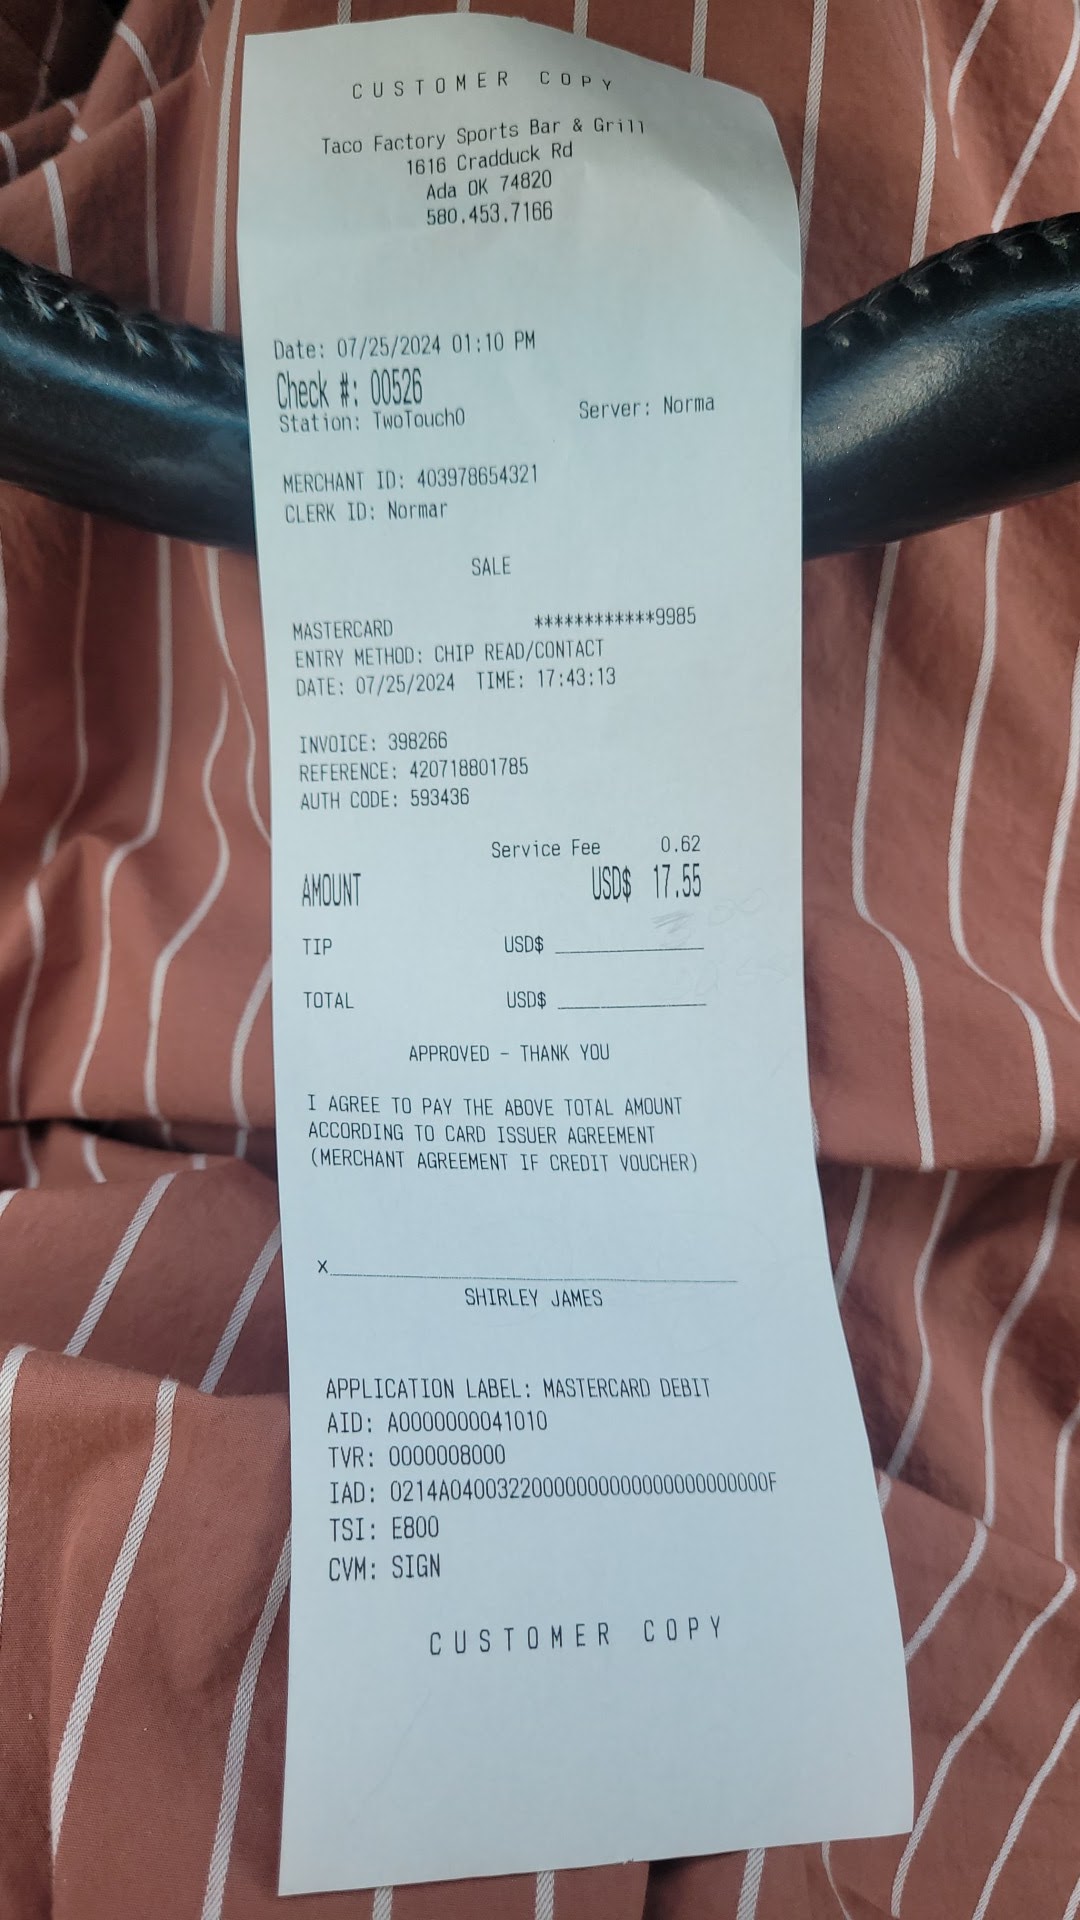 CUSTOMER COPY
Taco Factory Sports Bar & Grill
1616 Cradduck Rd
Ada OK 74820
580.453.7166
Date: 07/25/2024 01:10 PM
Check #: 00526
Station: TwoTouch0 Server: Norma
MERCHANT ID: 403978654321
CLERK ID: Normar
SALE
MASTERCARD ************9985
ENTRY METHOD: CHIP READ/CONTACT
DATE: 07/25/2024 TIME: 17:43:13
INVOICE: 398266
REFERENCE: 420718801785
AUTH CODE: 593436
Service Fee 0.62
AMOUNT USD$ 17.55
TIP USD$
TOTAL USD$
APPROVED - THANK YOU
I AGREE TO PAY THE ABOVE TOTAL AMOUNT
ACCORDING TO CARD ISSUER AGREEMENT
(MERCHANT AGREEMENT IF CREDIT VOUCHER)
X
SHIRLEY JAMES
APPLICATION LABEL: MASTERCARD DEBIT
AID: A0000000041010
TVR: 0000008000
TSI: E800
CVM: SIGN
CUSTOMER COPY